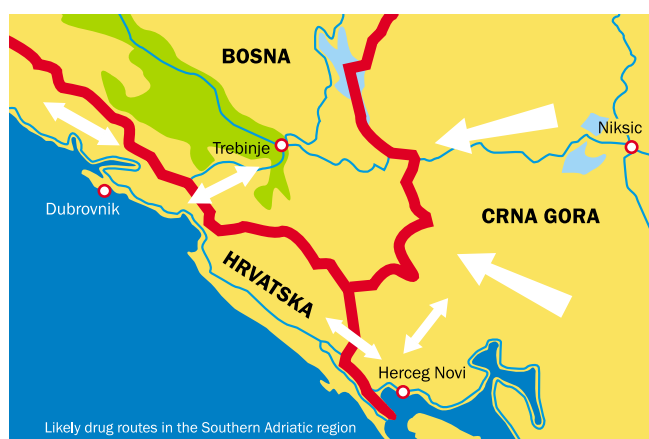 BOSNA
Trebinje
Niksic
Dubrovnik
CRNA GORA
HRVATSKA
Herceg Novi
Likely drug routes in the Southern Adriatic region